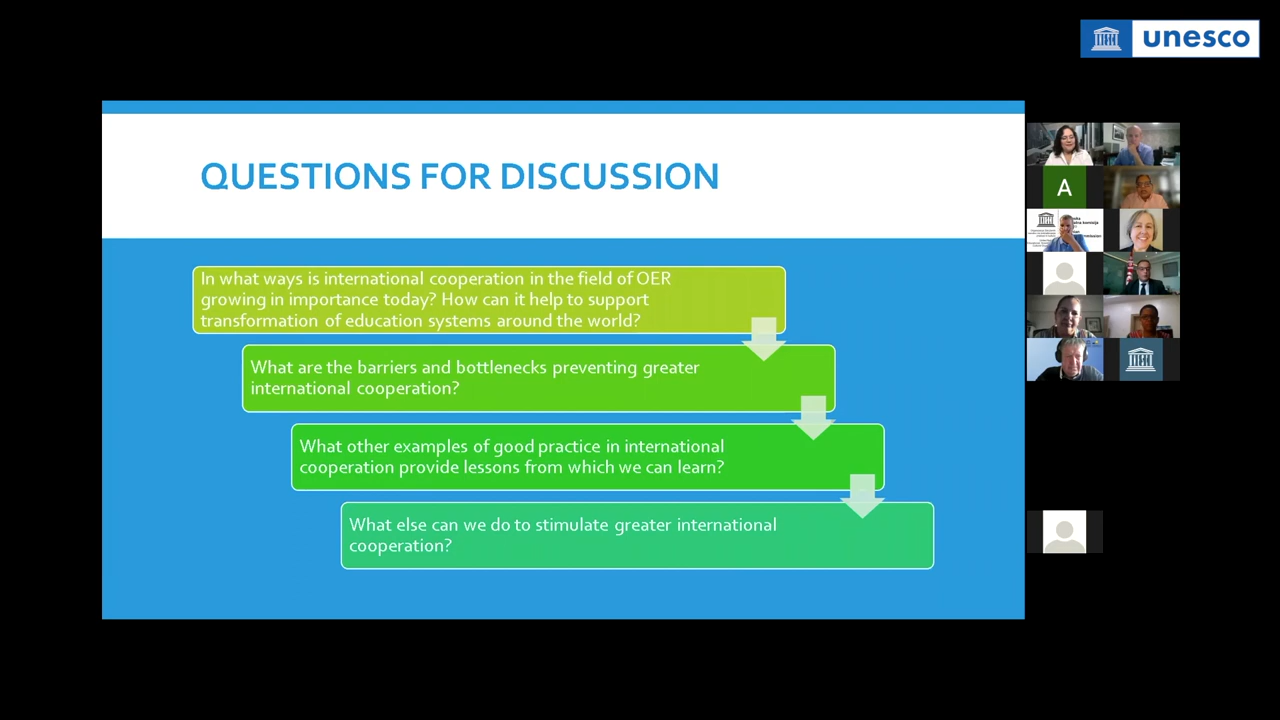 unesco
QUESTIONS FOR DISCUSSION
In what ways is international cooperation in the field of OER
growing in importance today? How can it help to support
transformation of education systems around the world?
What are the barriers and bottlenecks preventing greater
international cooperation?
What other examples of good practice in international
cooperation provide lessons from which we can learn?
What else can we do to stimulate greater international
cooperation?
A